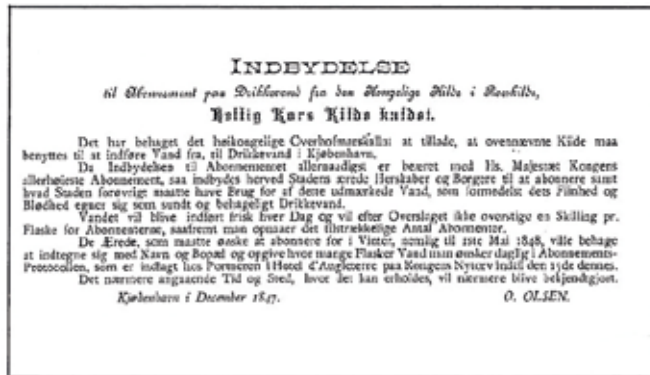 INDBYDELSE
til Abonnement paa Drikkevand fra den Kongelige Kilde i Roskilde,
Hellig Kors Kilde kaldet.
Det har behaget det høikongelige Overhofmarskallat at tillade, at ovennævnte Kilde maa
benyttes til at indføre Vand fra, til Drikkevand i Kjøbenhavn.
Da Indbydelsen til Abonnementet allernaadigst er beæret med Hs. Majestæt Kongens
allerhøieste Abonnement, saa indbydes herved Stadens ærede Herskaber og Borgere til at abonnere samt
hvad Staden forøvrigt maatte have Brug for af dette udmærkede Vand, som formedelst dets Fiinhed og
Blødhed egner sig som sundt og behageligt Drikkevand.
Vandet vil blive indført frisk hver Dag og vil efter Overslaget ikke overstige en Skilling pr.
Flaske for Abonnenterne, saafremt man opnaaer det tilstrækkelige Antal Abonnenter.
De Ærede, som maatte ønske at abonnere for i Vinter, nemlig til 1ste Mai 1848, ville behage
at indtegne sig med Navn og Bopæl og opgive hvor mange Flasker Vand man ønsker daglig i Abonnements-
Protocollen, som er indlagt hos Portneren i Hotel d'Angleterre paa Kongens Nytorv indtil den 15de dennes.
Det nærmere angaaende Tid og Sted, hvor det kan erholdes, vil nærmere blive bekjendtgjort.
Kjøbenhavn i December 1847. O. OLSEN.